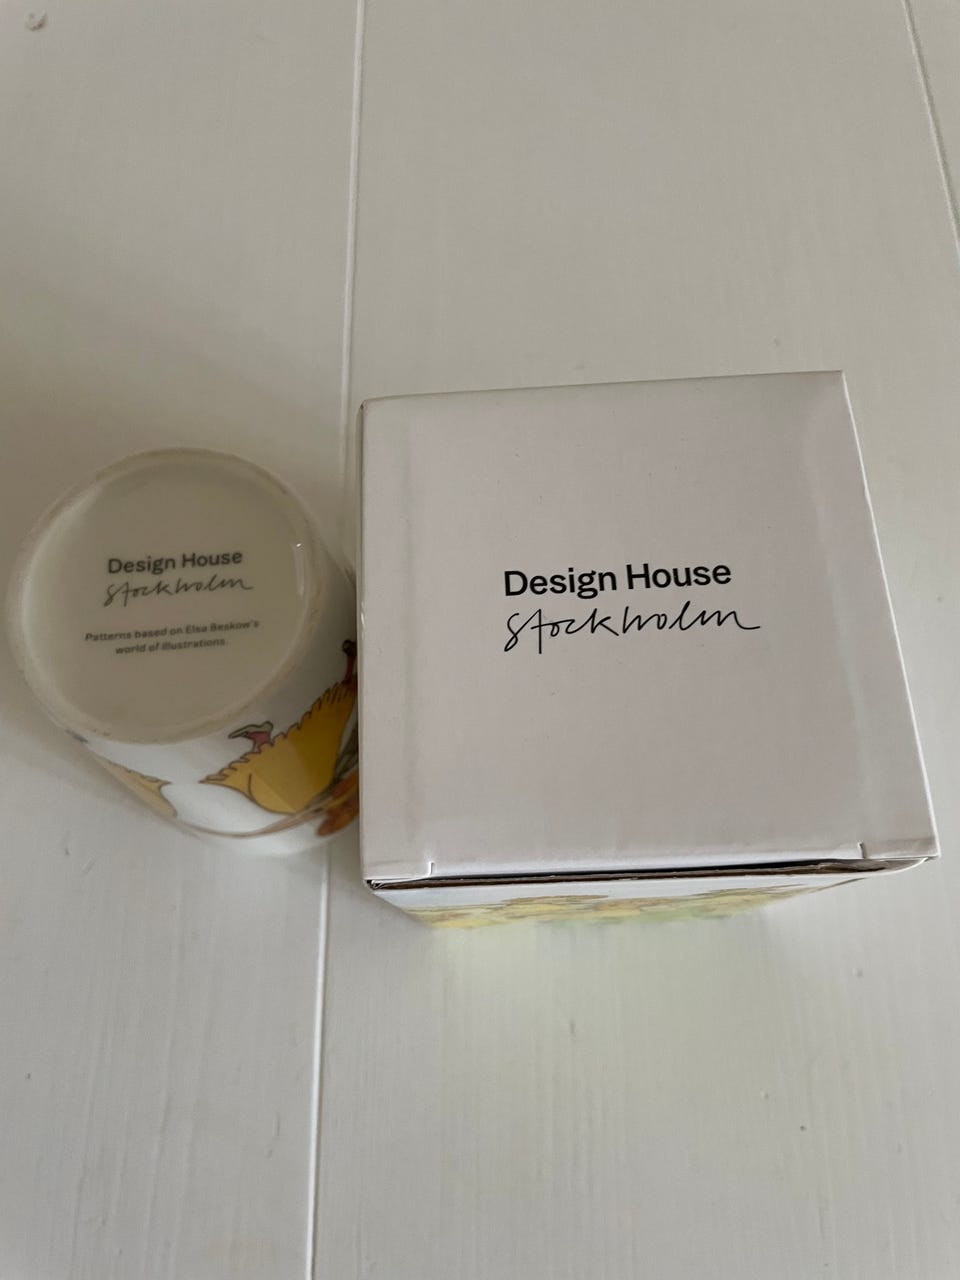 Design House
Stockholm
Patterns based on Elsa Beskow's
world of illustrations.
Design House
Stockholm